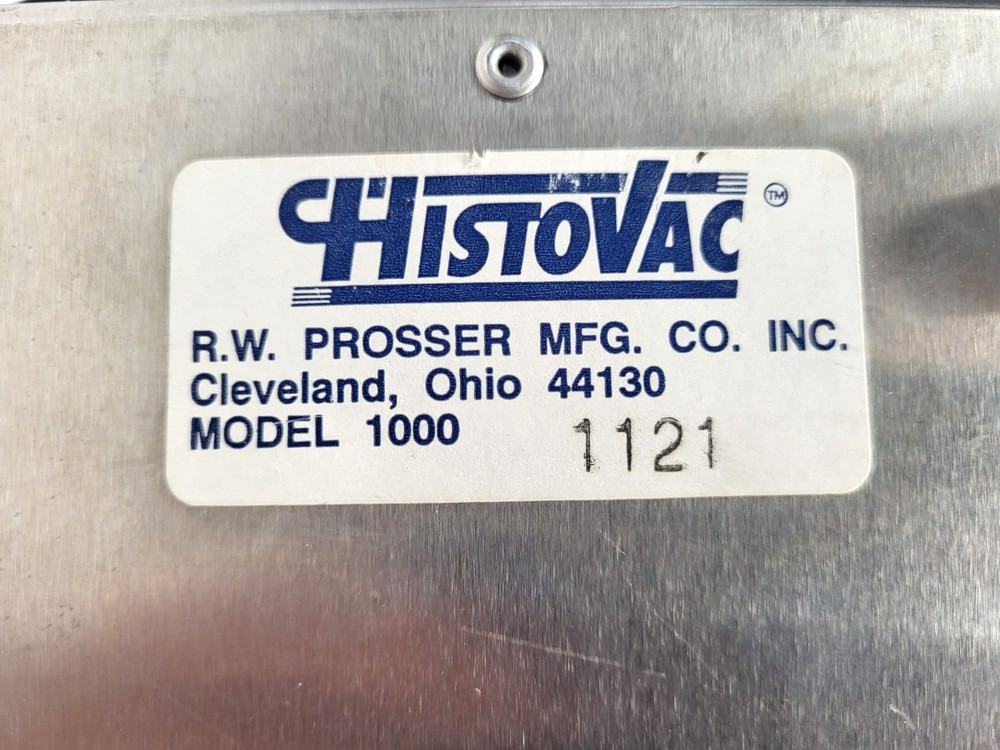 HISTOVAC TM
R.W. PROSSER MFG. CO. INC.
Cleveland, Ohio 44130
MODEL 1000 1121